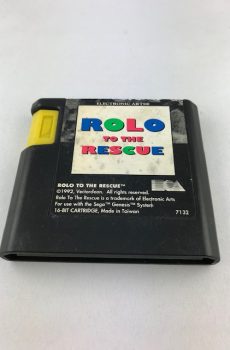 ELECTRONIC ARTS®
ROLO
TO THE
RESCUE
ROLO TO THE RESCUE™
©1992, Vectordean. All rights reserved.
Rolo To The Rescue is a trademark of Electronic Arts
For use with the Sega™ Genesis™ System
16-BIT CARTRIDGE, Made in Taiwan
7132